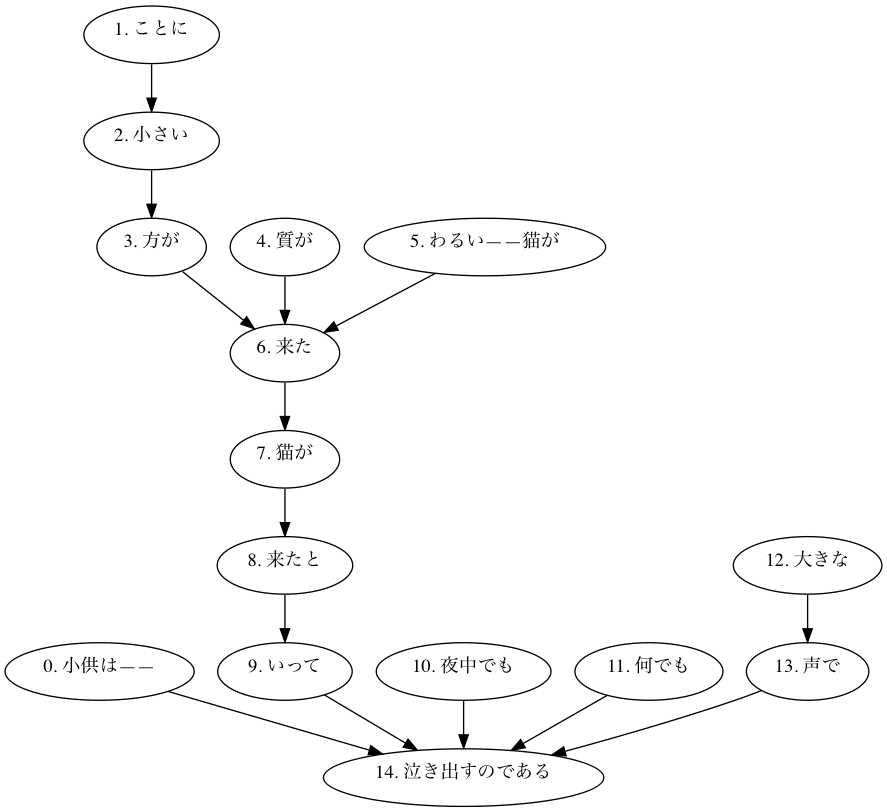 1. ことに
2. 小さい
3. 方が
4. 質が
5. わるい——猫が
6. 来た
7. 猫が
8. 来たと
12. 大きな
0. 小供は——
9. いって
10. 夜中でも
11. 何でも
13. 声で
14. 泣き出すのである